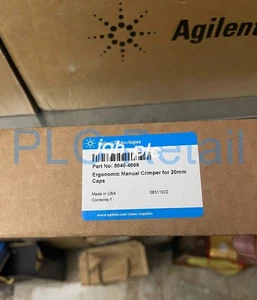 Agilent
PLC Retail
Technologies
Part No: 5040-4669
Ergonomic Manual Crimper for 20mm
Caps
Made in USA 08311022
Contents-1
www.agilent.com/chem/supplies